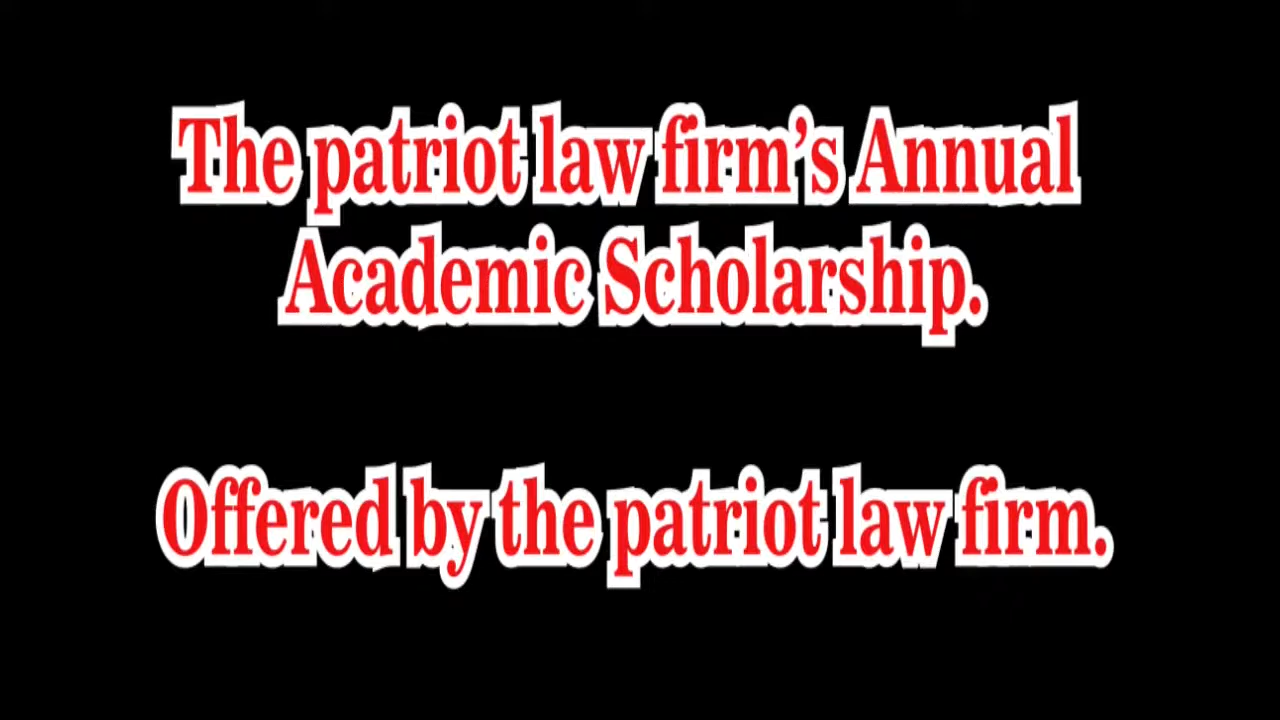 The patriot law firm’s Annual
Academic Scholarship.
Offered by the patriot law firm.